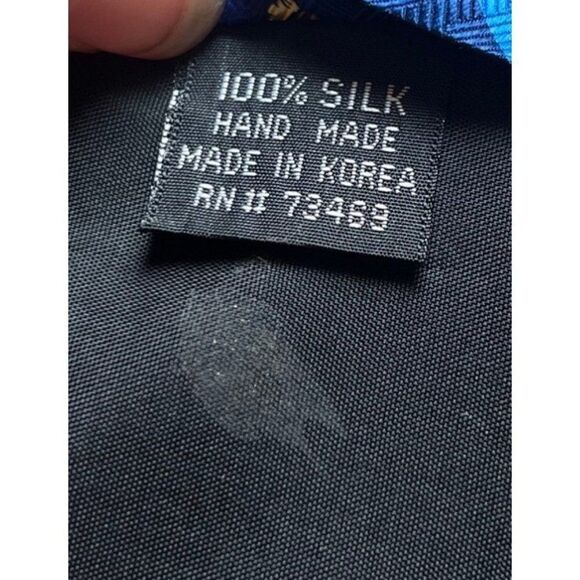 100% SILK
HAND MADE
MADE IN KOREA
RN # 73469